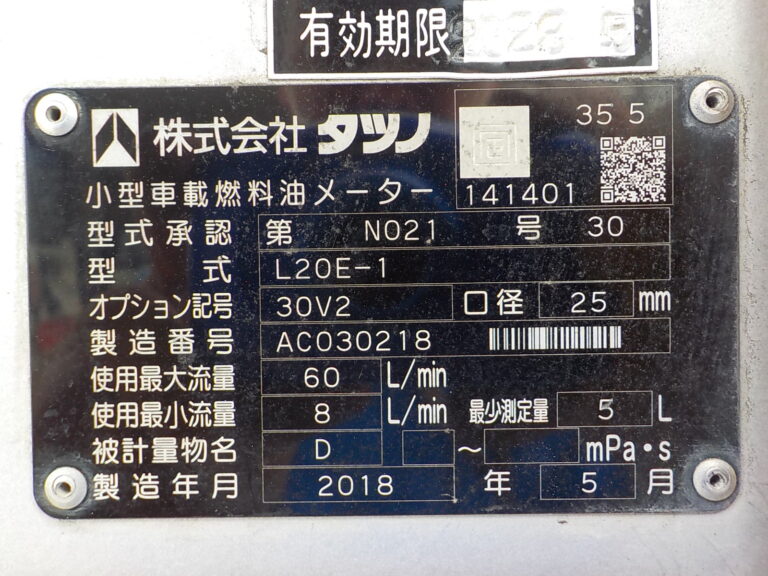 有効期限
株式会社 タツノ
35 5
小型車載燃料油メーター 141401
型式承認 第 N021 号 30
型式 L20E-1
オプション記号 30V2 口径 25 mm
製造番号 AC030218
使用最大流量 60 L/min
使用最小流量 8 L/min 最少測定量 5 L
被計量物名 D ～ mPa・s
製造年月 2018 年 5 月